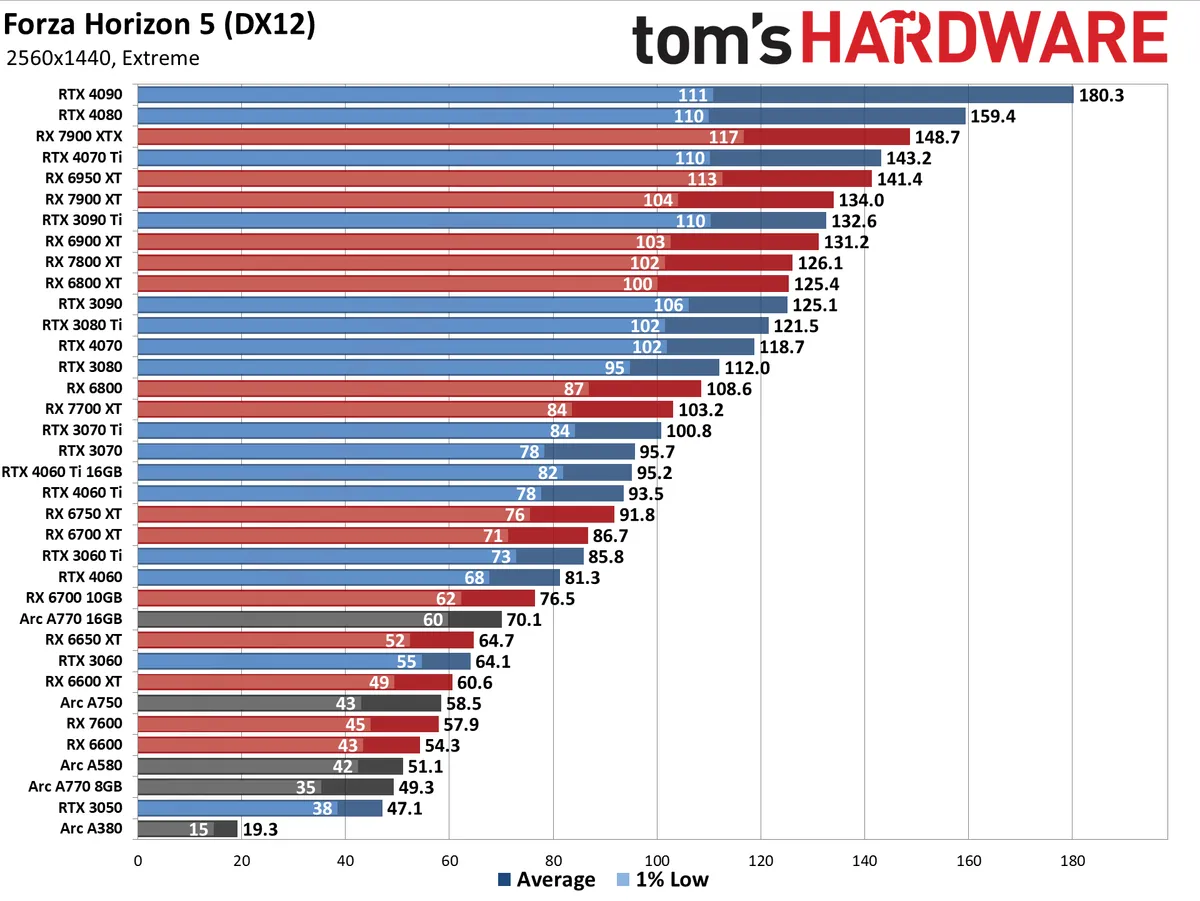 Forza Horizon 5 (DX12)
2560x1440, Extreme
tom's HARDWARE
RTX 4090 111 180.3
RTX 4080 110 159.4
RX 7900 XTX 117 148.7
RTX 4070 Ti 110 143.2
RX 6950 XT 113 141.4
RX 7900 XT 104 134.0
RTX 3090 Ti 110 132.6
RX 6900 XT 103 131.2
RX 7800 XT 102 126.1
RX 6800 XT 100 125.4
RTX 3090 106 125.1
RTX 3080 Ti 102 121.5
RTX 4070 102 118.7
RTX 3080 95 112.0
RX 6800 87 108.6
RX 7700 XT 84 103.2
RTX 3070 Ti 84 100.8
RTX 3070 78 95.7
RTX 4060 Ti 16GB 82 95.2
RTX 4060 Ti 78 93.5
RX 6750 XT 76 91.8
RX 6700 XT 71 86.7
RTX 3060 Ti 73 85.8
RTX 4060 68 81.3
RX 6700 10GB 62 76.5
Arc A770 16GB 60 70.1
RX 6650 XT 52 64.7
RTX 3060 55 64.1
RX 6600 XT 49 60.6
Arc A750 43 58.5
RX 7600 45 57.9
RX 6600 43 54.3
Arc A580 42 51.1
Arc A770 8GB 35 49.3
RTX 3050 38 47.1
Arc A380 15 19.3
0 20 40 60 80 100 120 140 160 180
Average 1% Low